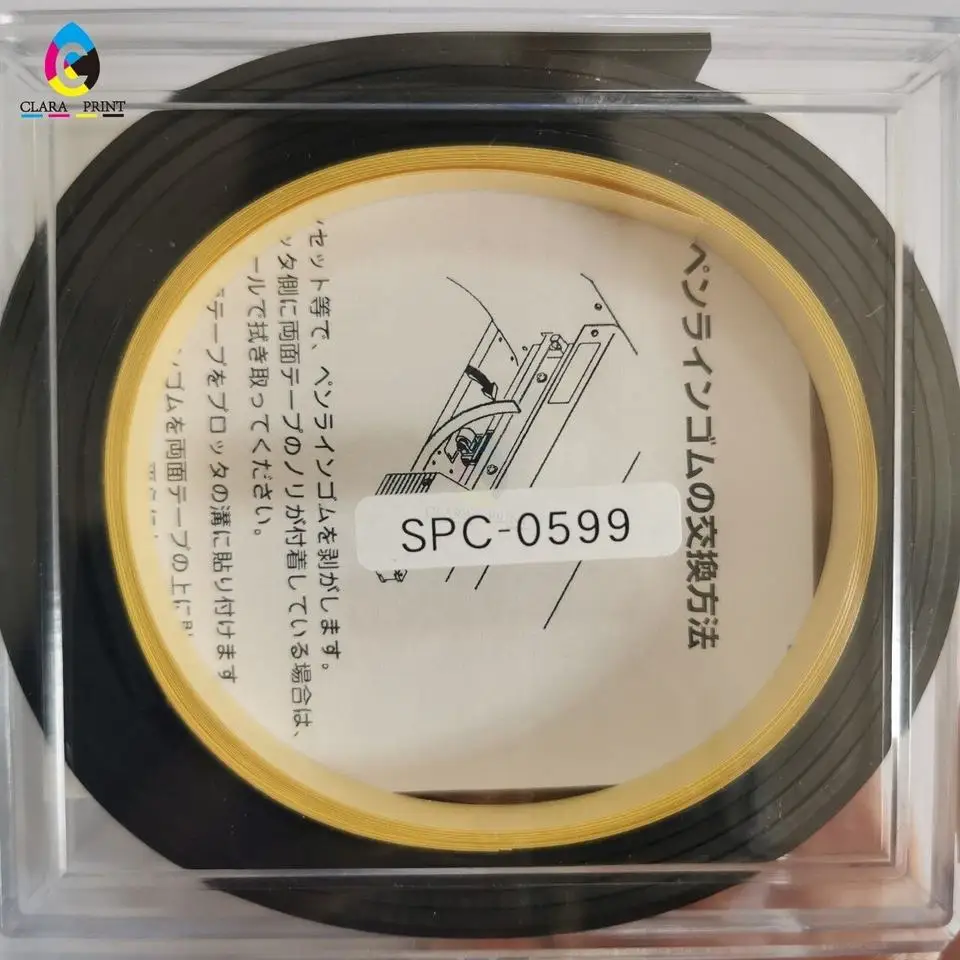 CLARA PRINT
ペンラインゴムの交換方法
セット等で、ペンラインゴムを剥がします。
ッタ側に両面テープのノリが付着している場合は、
ールで拭き取ってください。
テープをプロッタの溝に貼り付けます
ゴムを両面テープの上に
SPC-0599